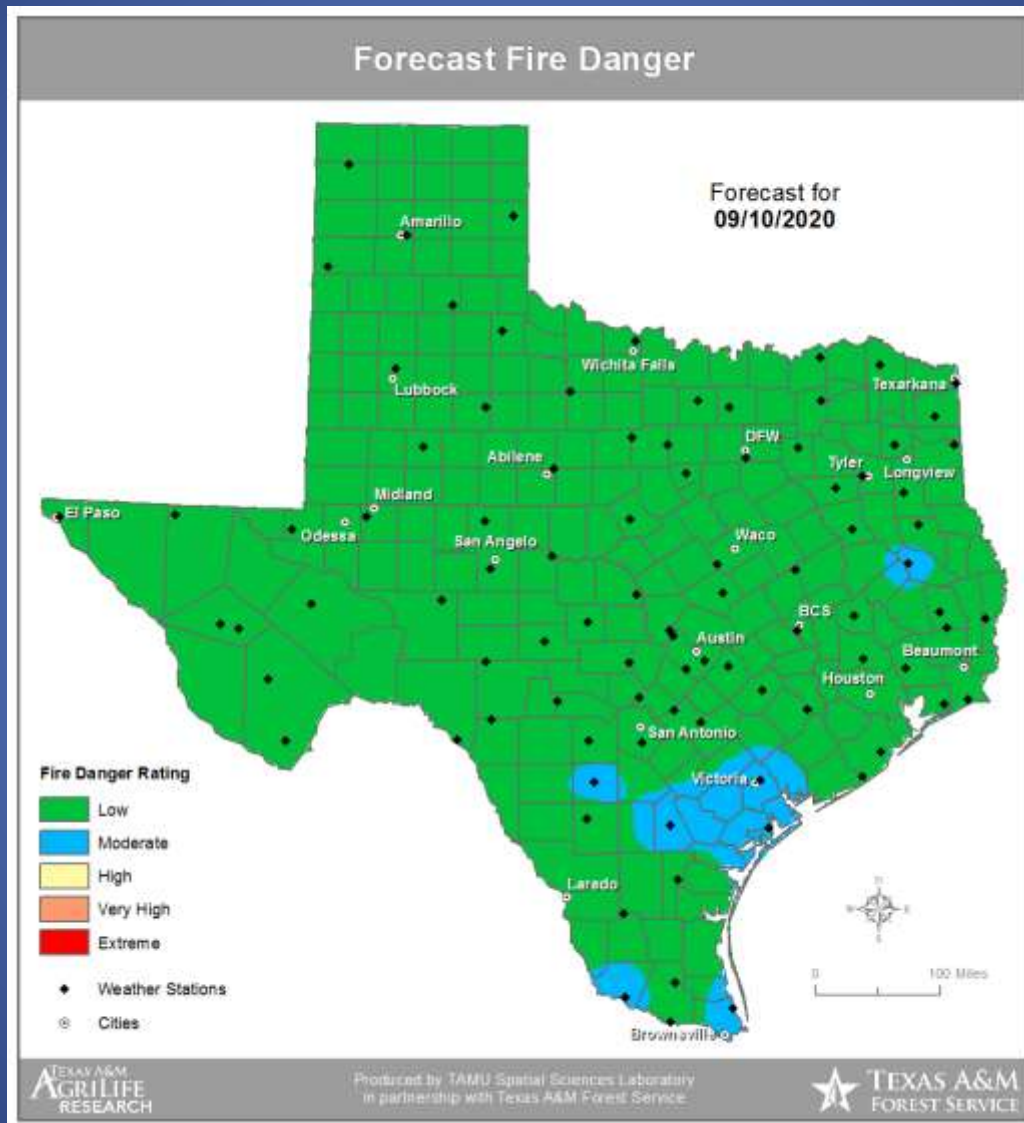 Forecast Fire Danger
Forecast for
09/10/2020
Amarillo
Wichita Falls
Texarkana
Lubbock
DFW
Abilene
Tyler
Longview
Midland
El Paso
Odessa
San Angelo
Waco
BCS
Austin
Beaumont
Houston
San Antonio
Victoria
Laredo
Brownsville
Fire Danger Rating
Low
Moderate
High
Very High
Extreme
Weather Stations
Cities
N
W E
S
0 100 Miles
TEXAS A&M
AGRILIFE
RESEARCH
Produced by TAMU Spatial Sciences Laboratory
in partnership with Texas A&M Forest Service
TEXAS A&M
FOREST SERVICE